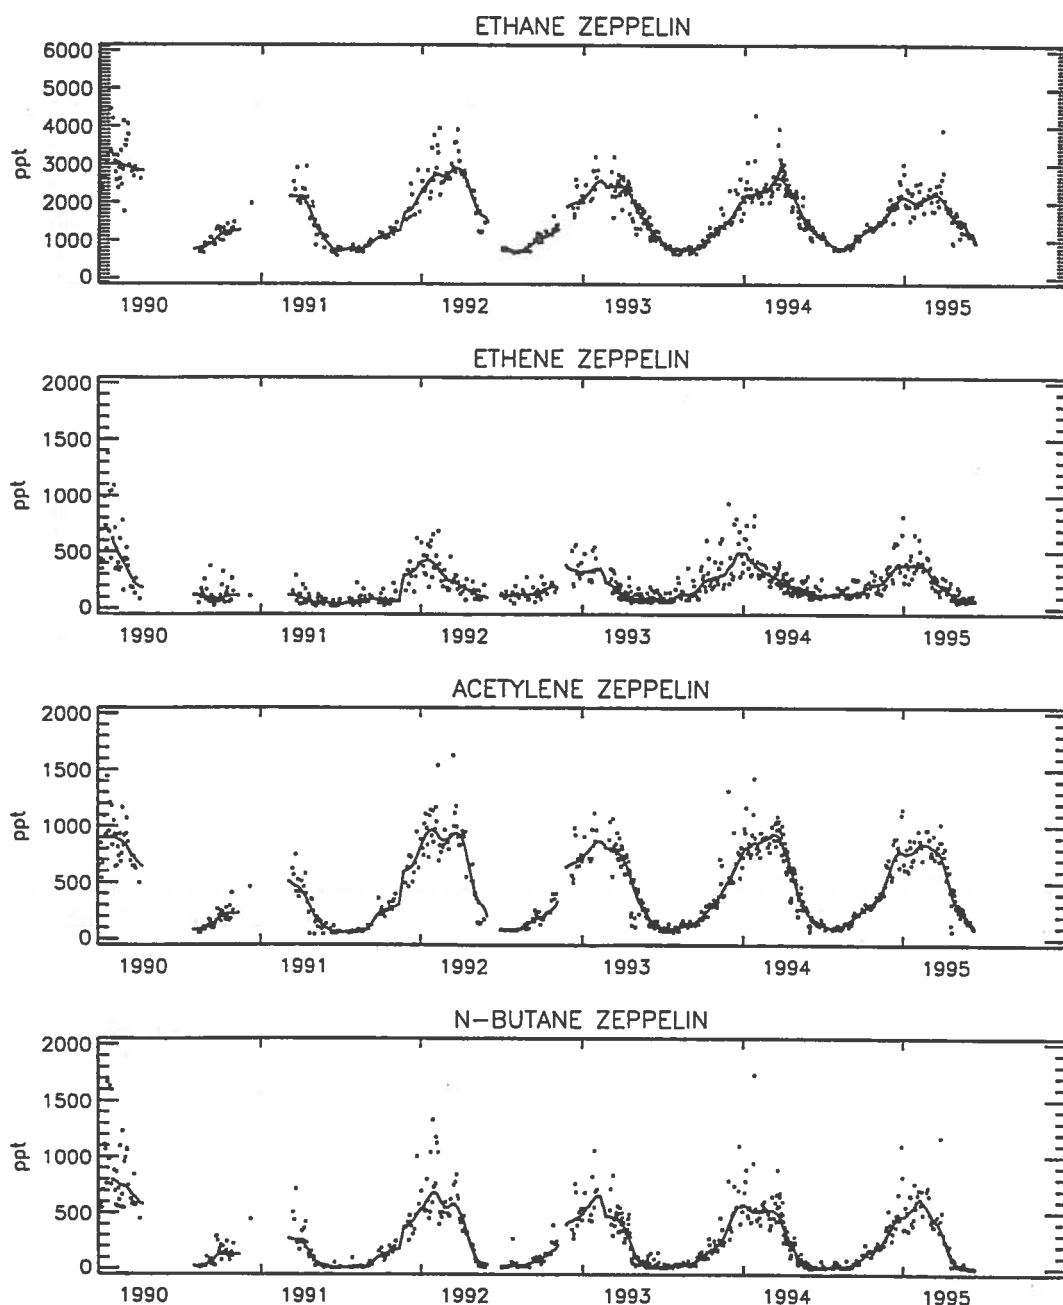 ETHANE ZEPPELIN
6000
5000
4000
3000
2000
1000
0
ppt
1990 1991 1992 1993 1994 1995
ETHENE ZEPPELIN
2000
1500
1000
500
0
ppt
1990 1991 1992 1993 1994 1995
ACETYLENE ZEPPELIN
2000
1500
1000
500
0
ppt
1990 1991 1992 1993 1994 1995
N-BUTANE ZEPPELIN
2000
1500
1000
500
0
ppt
1990 1991 1992 1993 1994 1995